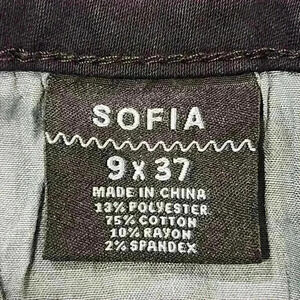 SOFIA
9 x 37
MADE IN CHINA
13% POLYESTER
75% COTTON
10% RAYON
2% SPANDEX